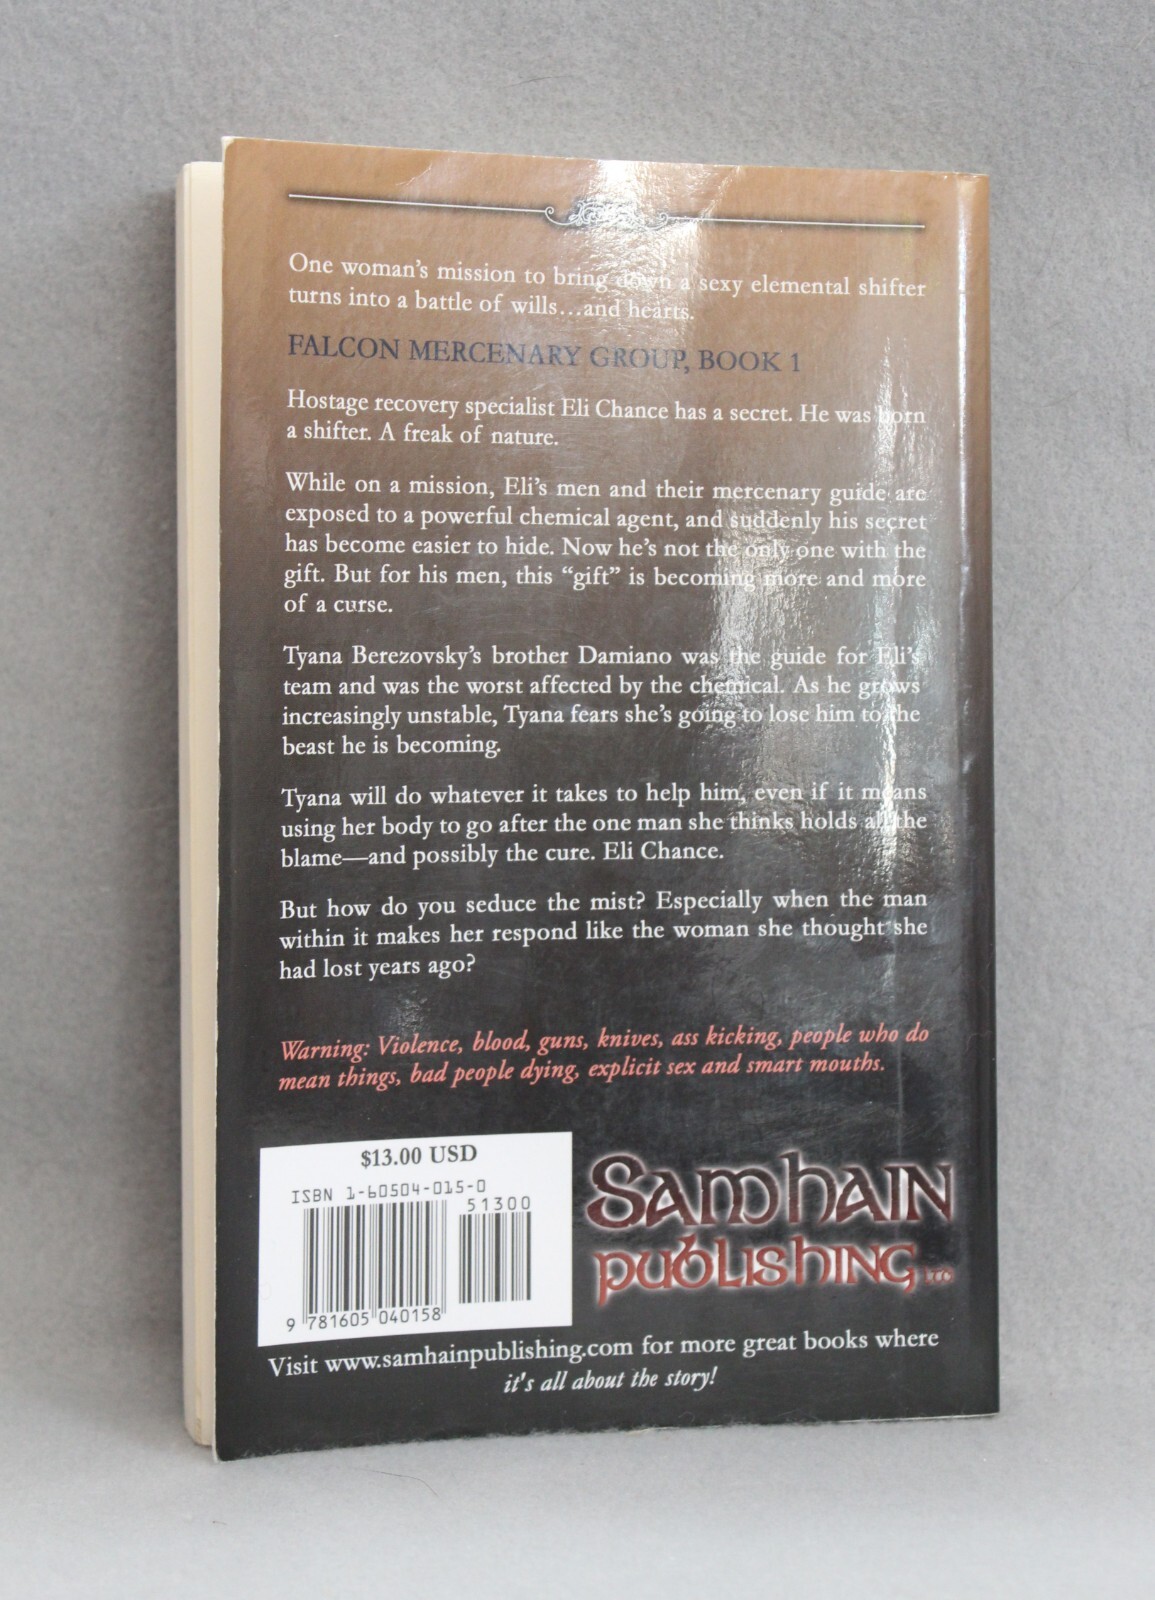 One woman's mission to bring down a sexy elemental shifter
turns into a battle of wills...and hearts.
FALCON MERCENARY GROUP, BOOK 1
Hostage recovery specialist Eli Chance has a secret. He was born
a shifter. A freak of nature.
While on a mission, Eli's men and their mercenary guide are
exposed to a powerful chemical agent, and suddenly his secret
has become easier to hide. Now he's not the only one with the
gift. But for his men, this “gift” is becoming more and more
of a curse.
Tyana Berezovsky's brother Damiano was the guide for Eli's
team and was the worst affected by the chemical. As he grows
increasingly unstable, Tyana fears she's going to lose him to the
beast he is becoming.
Tyana will do whatever it takes to help him, even if it means
using her body to go after the one man she thinks holds all the
blame—and possibly the cure. Eli Chance.
But how do you seduce the mist? Especially when the man
within it makes her respond like the woman she thought she
had lost years ago?
Warning: Violence, blood, guns, knives, ass kicking, people who do
mean things, bad people dying, explicit sex and smart mouths.
$13.00 USD
ISBN 1-60504-015-0
51300
9 781605 040158
SAMHAIN
PUBLISHING LTD
Visit www.samhainpublishing.com for more great books where
it's all about the story!